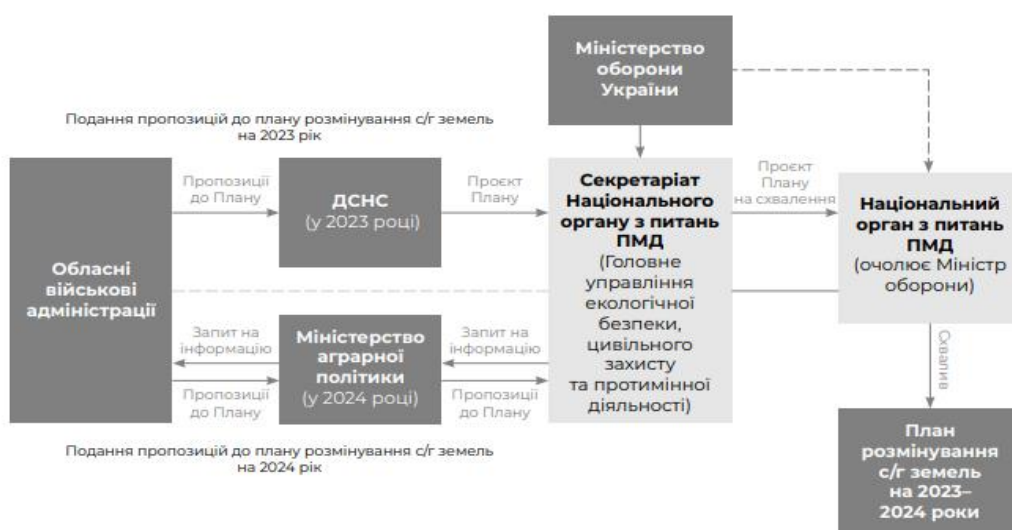 Міністерство
оборони
України
Подання пропозицій до плану розмінування с/г земель
на 2023 рік
Обласні
військові
адміністрації
Пропозиції
до Плану
ДСНС
(у 2023 році)
Проєкт
Плану
Секретаріат
Національного
органу з питань
ПМД
(Головне
управління
екологічної
безпеки,
цивільного
захисту
та протимінної
діяльності)
Проєкт
Плану
на схвалення
Національний
орган з питань
ПМД
(очолює Міністр
оборони)
Запит на
інформацію
Пропозиції
до Плану
Міністерство
аграрної
політики
(у 2024 році)
Запит на
інформацію
Пропозиції
до Плану
Схвалив
План
розмінування
с/г земель
на 2023–
2024 роки
Подання пропозицій до плану розмінування с/г земель
на 2024 рік